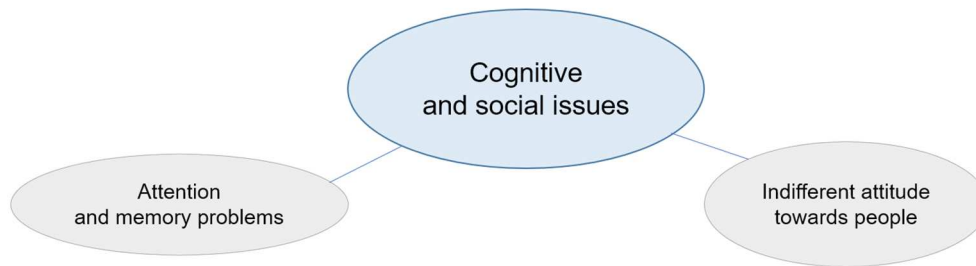 Cognitive
and social issues
Attention
and memory problems
Indifferent attitude
towards people